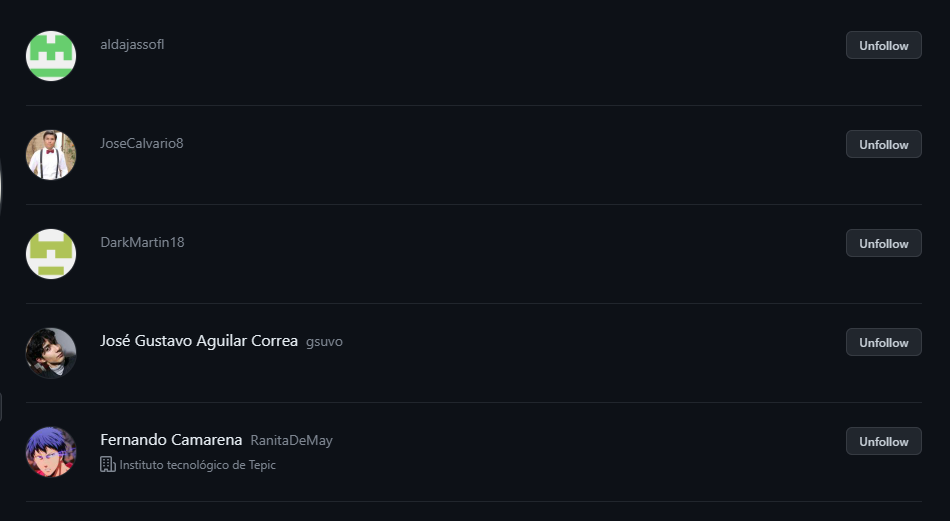 aldajassofl
Unfollow
JoseCalvario8
Unfollow
DarkMartin18
Unfollow
José Gustavo Aguilar Correa gsuvo
Unfollow
Fernando Camarena RanitaDeMay
Unfollow
Instituto tecnológico de Tepic